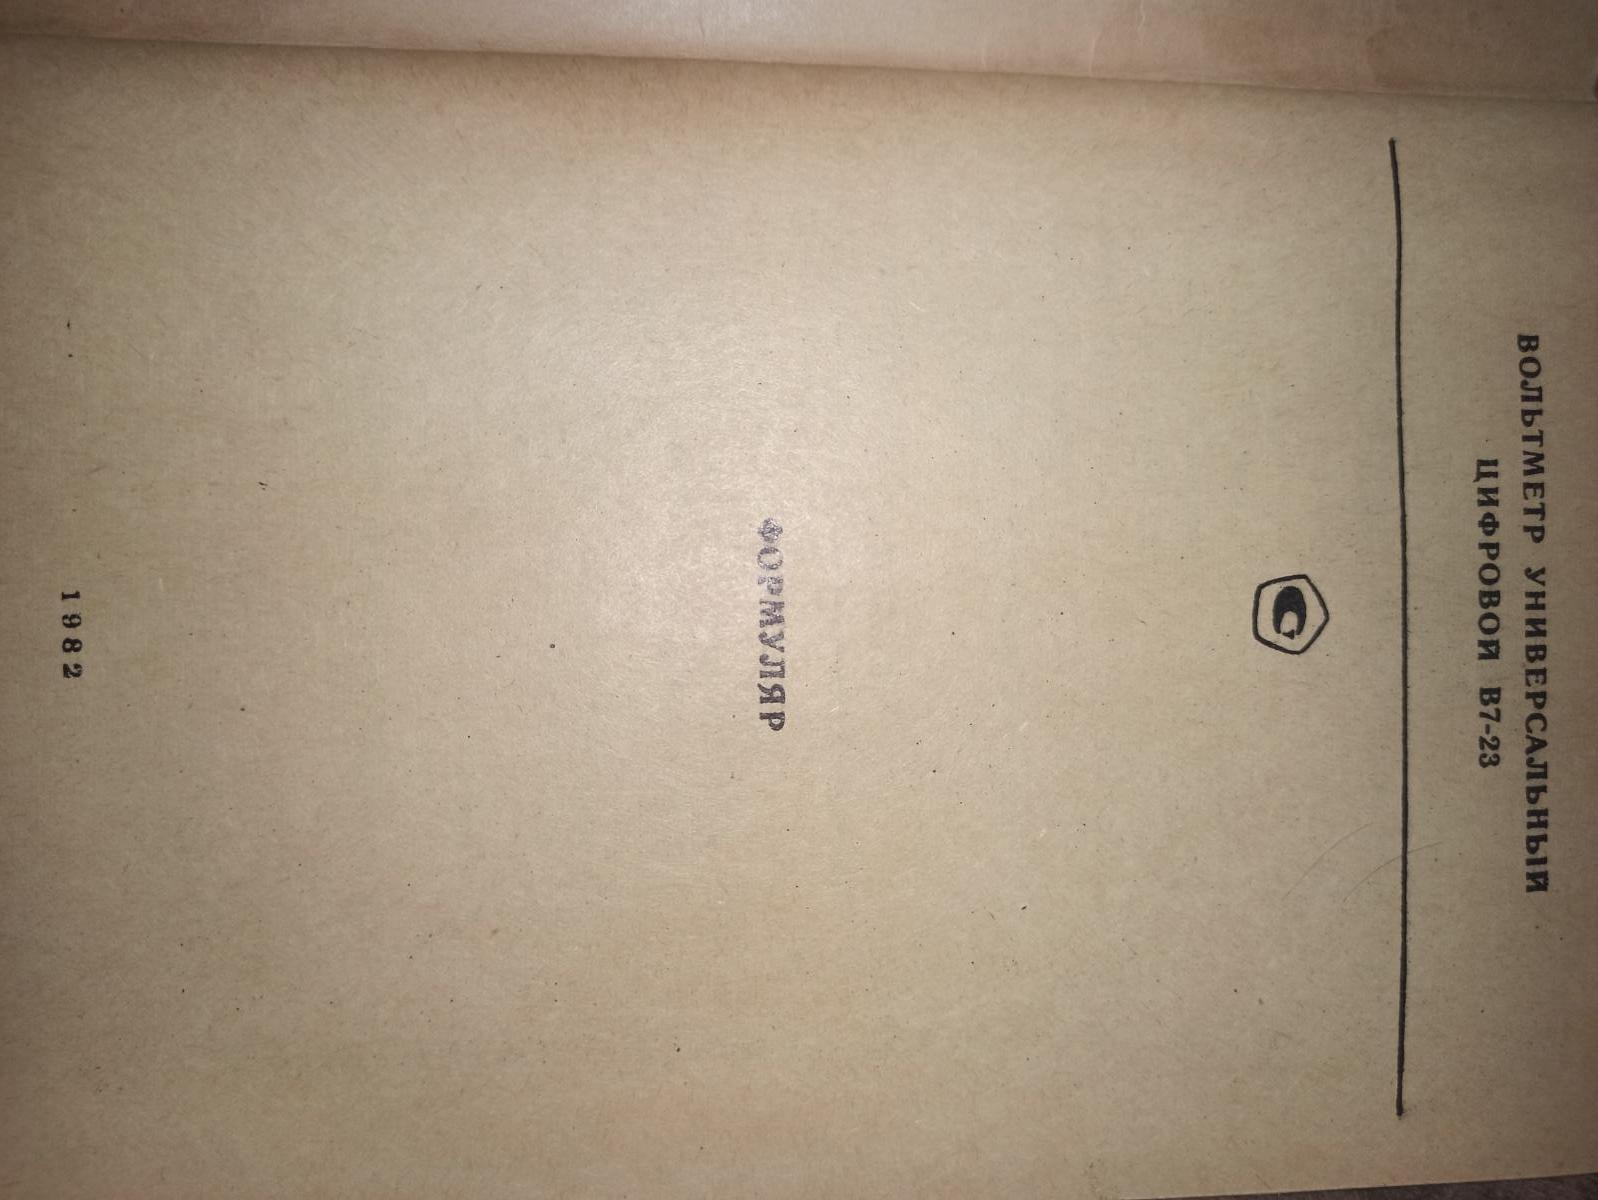 ВОЛЬТМЕТР УНИВЕРСАЛЬНЫЙ
ЦИФРОВОЙ В7-23
ФОРМУЛЯР
1982